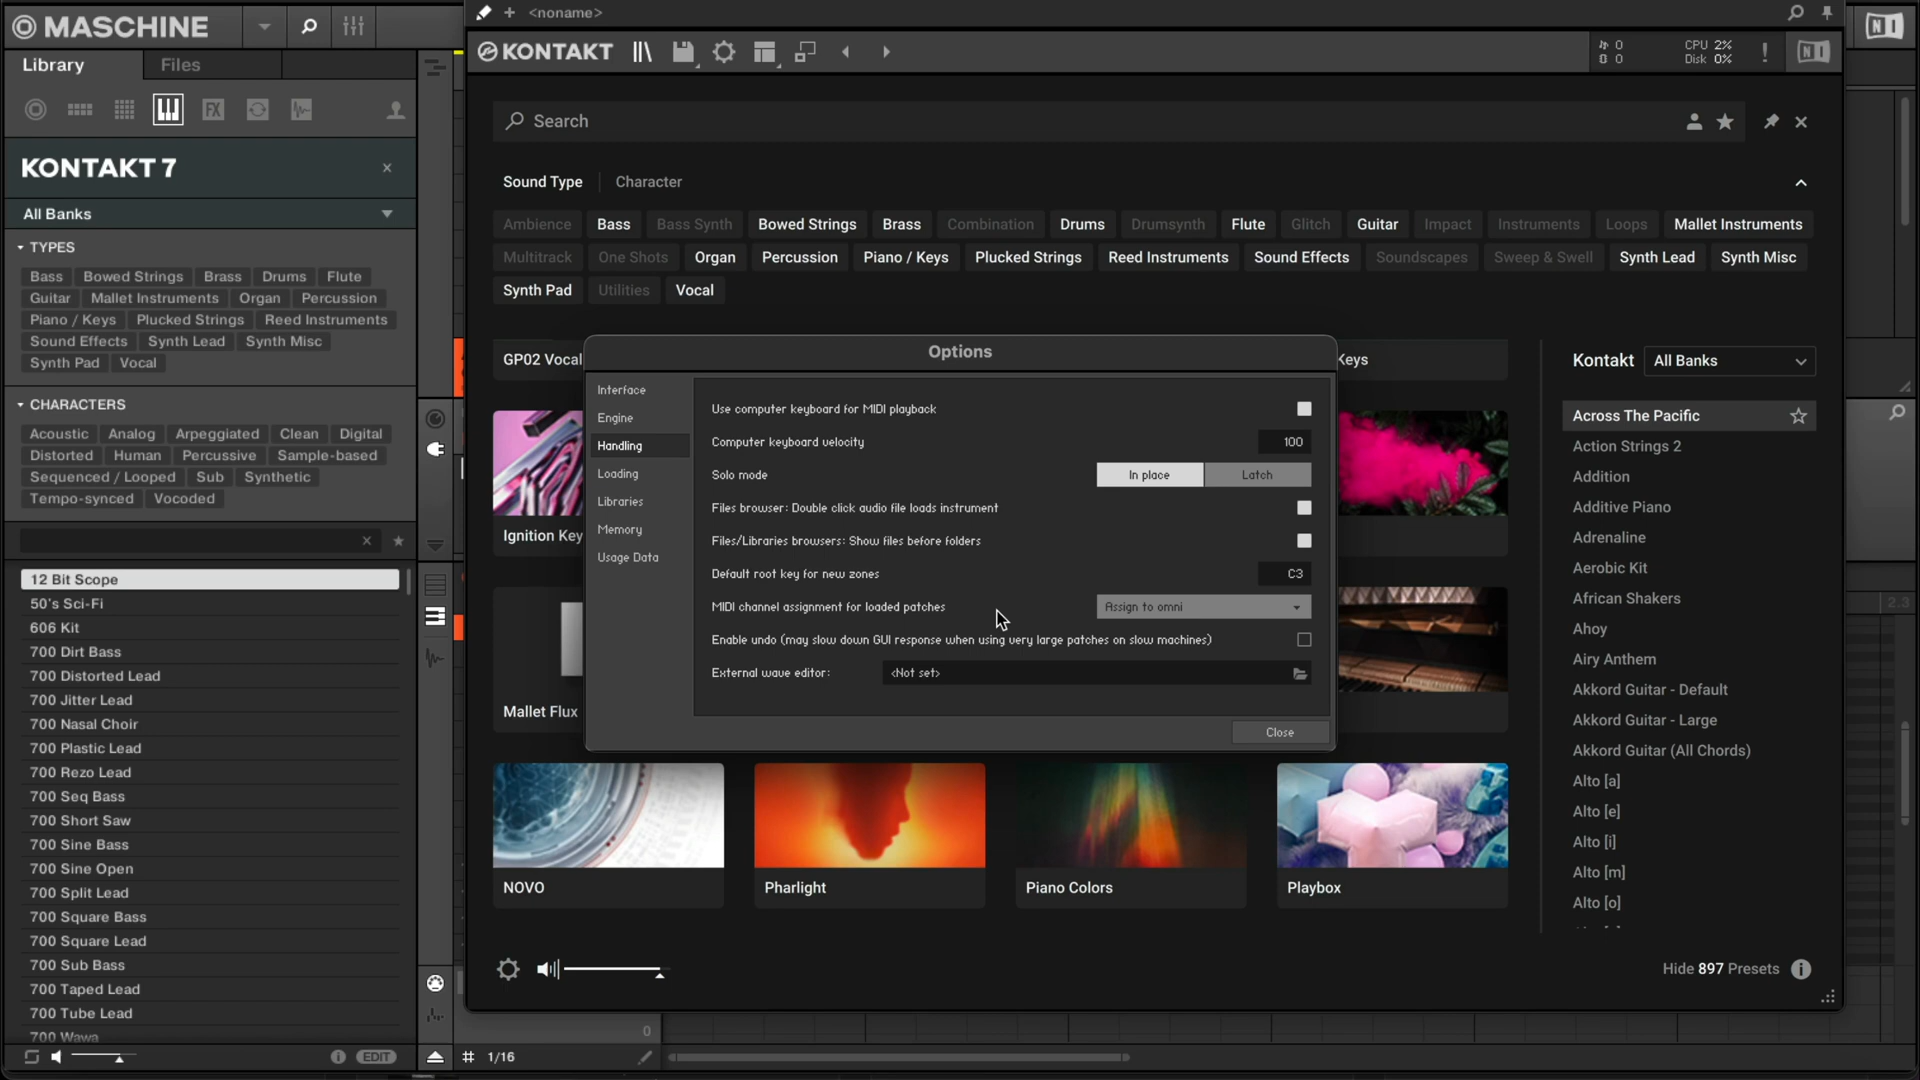 MASCHINE
Library
Files
FX
KONTAKT 7
All Banks
TYPES
Bass Bowed Strings Brass Drums Flute
Guitar Mallet Instruments Organ Percussion
Piano / Keys Plucked Strings Reed Instruments
Sound Effects Synth Lead Synth Misc
Synth Pad Vocal
CHARACTERS
Acoustic Analog Arpeggiated Clean Digital
Distorted Human Percussive Sample-based
Sequenced / Looped Sub Synthetic
Tempo-synced Vocoded
12 Bit Scope
50's Sci-Fi
606 Kit
700 Dirt Bass
700 Distorted Lead
700 Jitter Lead
700 Nasal Choir
700 Plastic Lead
700 Rezo Lead
700 Seq Bass
700 Short Saw
700 Sine Bass
700 Sine Open
700 Split Lead
700 Square Bass
700 Square Lead
700 Sub Bass
700 Taped Lead
700 Tube Lead
700 Wawa
EDIT
<noname>
KONTAKT
0
0
CPU 2%
Disk 0%
NI
NI
Search
Sound Type
Character
Ambience Bass Bass Synth Bowed Strings Brass Combination Drums Drumsynth Flute Glitch Guitar Impact Instruments Loops Mallet Instruments
Multitrack One Shots Organ Percussion Piano / Keys Plucked Strings Reed Instruments Sound Effects Soundscapes Sweep & Swell Synth Lead Synth Misc
Synth Pad Utilities Vocal
GP02 Vocal
Keys
Ignition Key
Mallet Flux
Options
Interface
Engine
Handling
Loading
Libraries
Memory
Usage Data
Use computer keyboard for MIDI playback
Computer keyboard velocity 100
Solo mode In place Latch
Files browser: Double click audio file loads instrument
Files/Libraries browsers: Show files before folders
Default root key for new zones C3
MIDI channel assignment for loaded patches Assign to omni
Enable undo (may slow down GUI response when using very large patches on slow machines)
External wave editor: <Not set>
Close
NOVO
Pharlight
Piano Colors
Playbox
Kontakt All Banks
Across The Pacific
Action Strings 2
Addition
Additive Piano
Adrenaline
Aerobic Kit
African Shakers
Ahoy
Airy Anthem
Akkord Guitar - Default
Akkord Guitar - Large
Akkord Guitar (All Chords)
Alto [a]
Alto [e]
Alto [i]
Alto [m]
Alto [o]
Hide 897 Presets
2.3
0
1/16